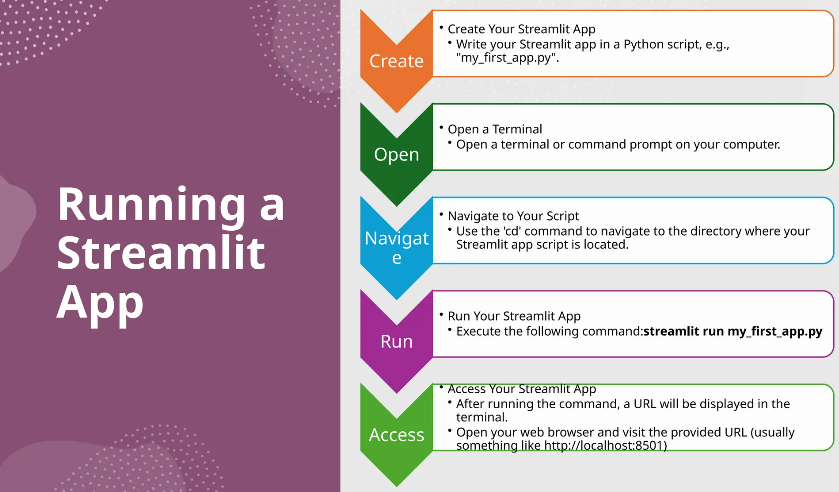 Running a
Streamlit
App
Create
• Create Your Streamlit App
• Write your Streamlit app in a Python script, e.g.,
"my_first_app.py".
Open
• Open a Terminal
• Open a terminal or command prompt on your computer.
Navigat
e
• Navigate to Your Script
• Use the 'cd' command to navigate to the directory where your
Streamlit app script is located.
Run
• Run Your Streamlit App
• Execute the following command:streamlit run my_first_app.py
Access
• Access Your Streamlit App
• After running the command, a URL will be displayed in the
terminal.
• Open your web browser and visit the provided URL (usually
something like http://localhost:8501)